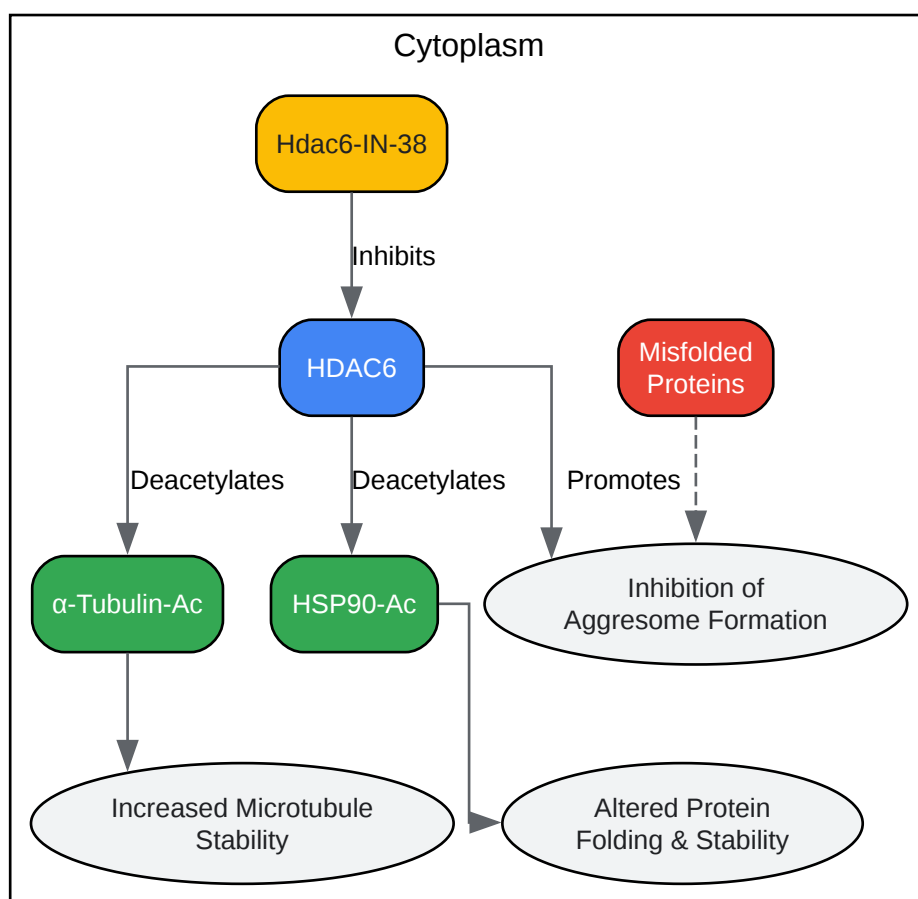 Cytoplasm
Hdac6-IN-38
Inhibits
HDAC6
Misfolded
Proteins
Deacetylates
Deacetylates
Promotes
α-Tubulin-Ac
HSP90-Ac
Inhibition of
Aggresome Formation
Increased Microtubule
Stability
Altered Protein
Folding & Stability